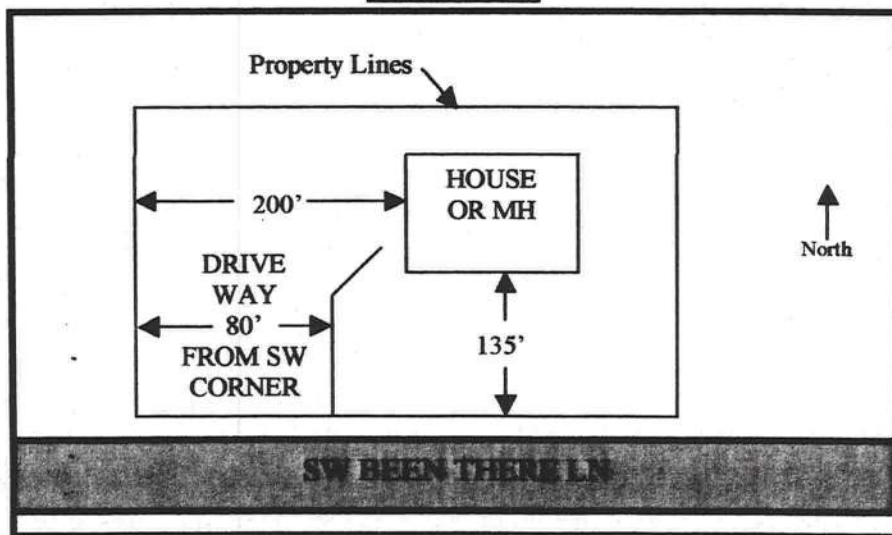 Property Lines
HOUSE
OR MH
200’
North
DRIVE
WAY
80’
FROM SW
CORNER
135’
SW BEEN THERE LN